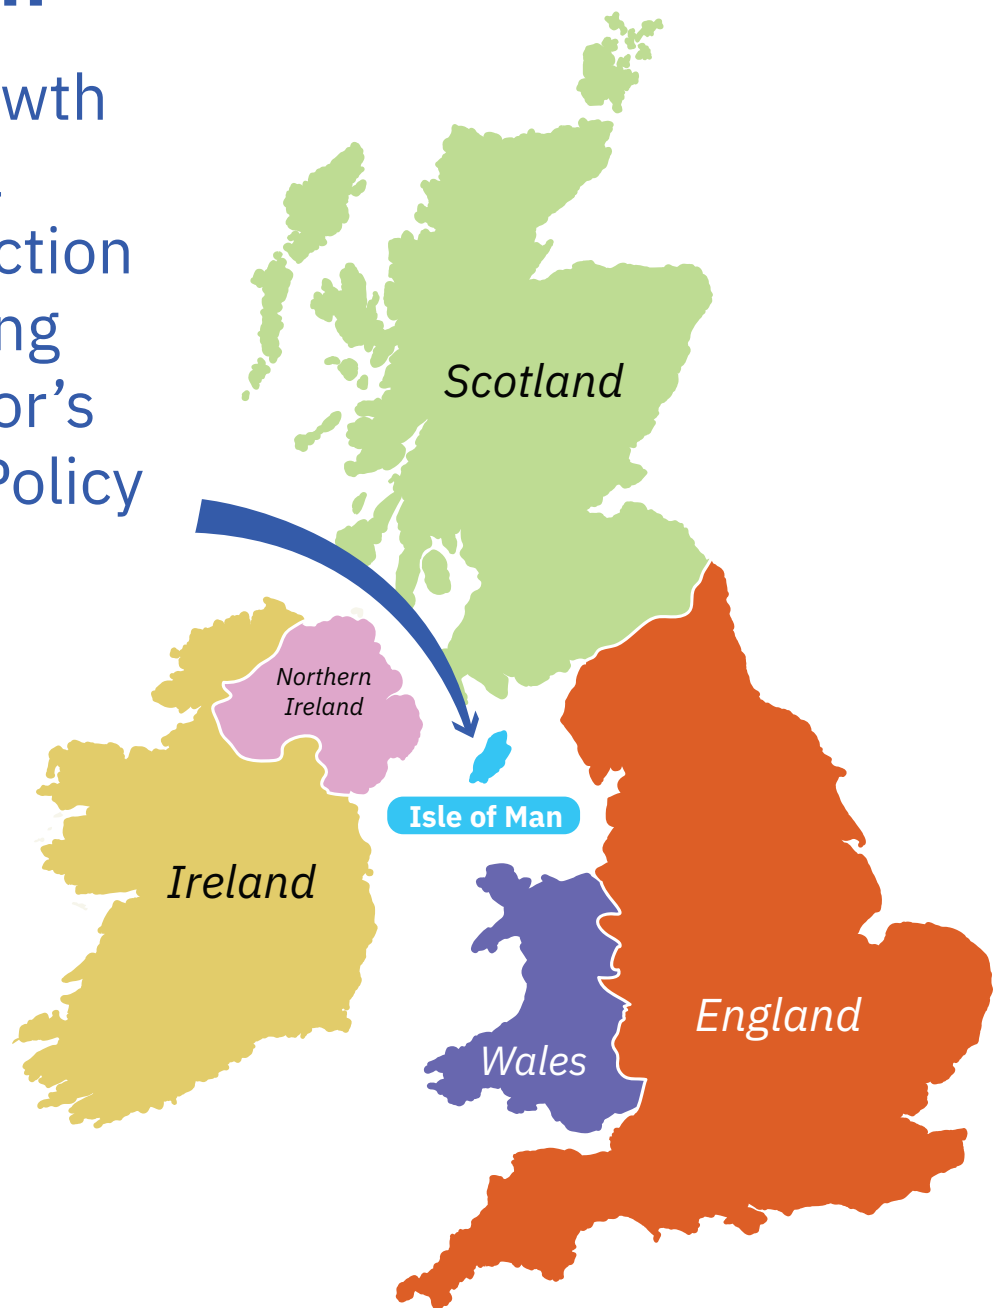 wth
ction
ng
or’s
Policy
Scotland
Northern
Ireland
Isle of Man
Ireland
England
Wales